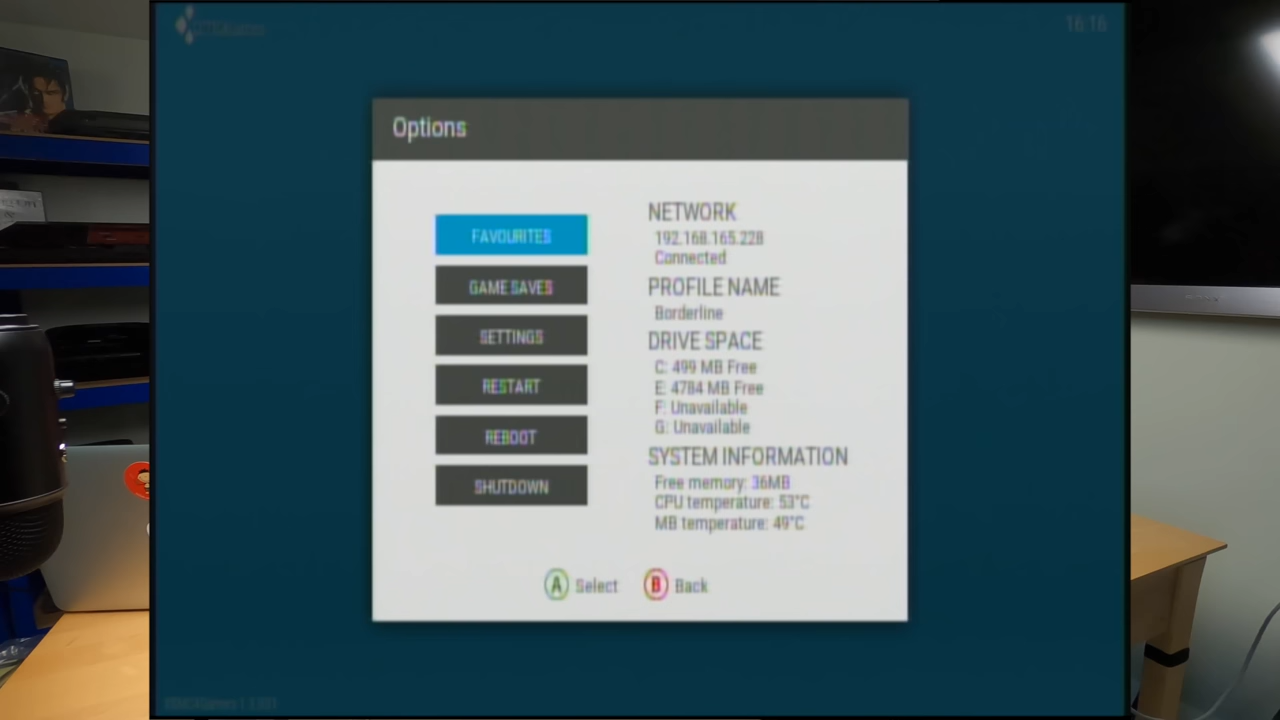 16:16
Options
FAVOURITES
GAME SAVES
SETTINGS
RESTART
REBOOT
SHUTDOWN
NETWORK
192.168.165.228
Connected
PROFILE NAME
Borderline
DRIVE SPACE
C: 499 MB Free
E: 4784 MB Free
F: Unavailable
G: Unavailable
SYSTEM INFORMATION
Free memory: 36MB
CPU temperature: 53°C
MB temperature: 49°C
A Select
B Back
SONY